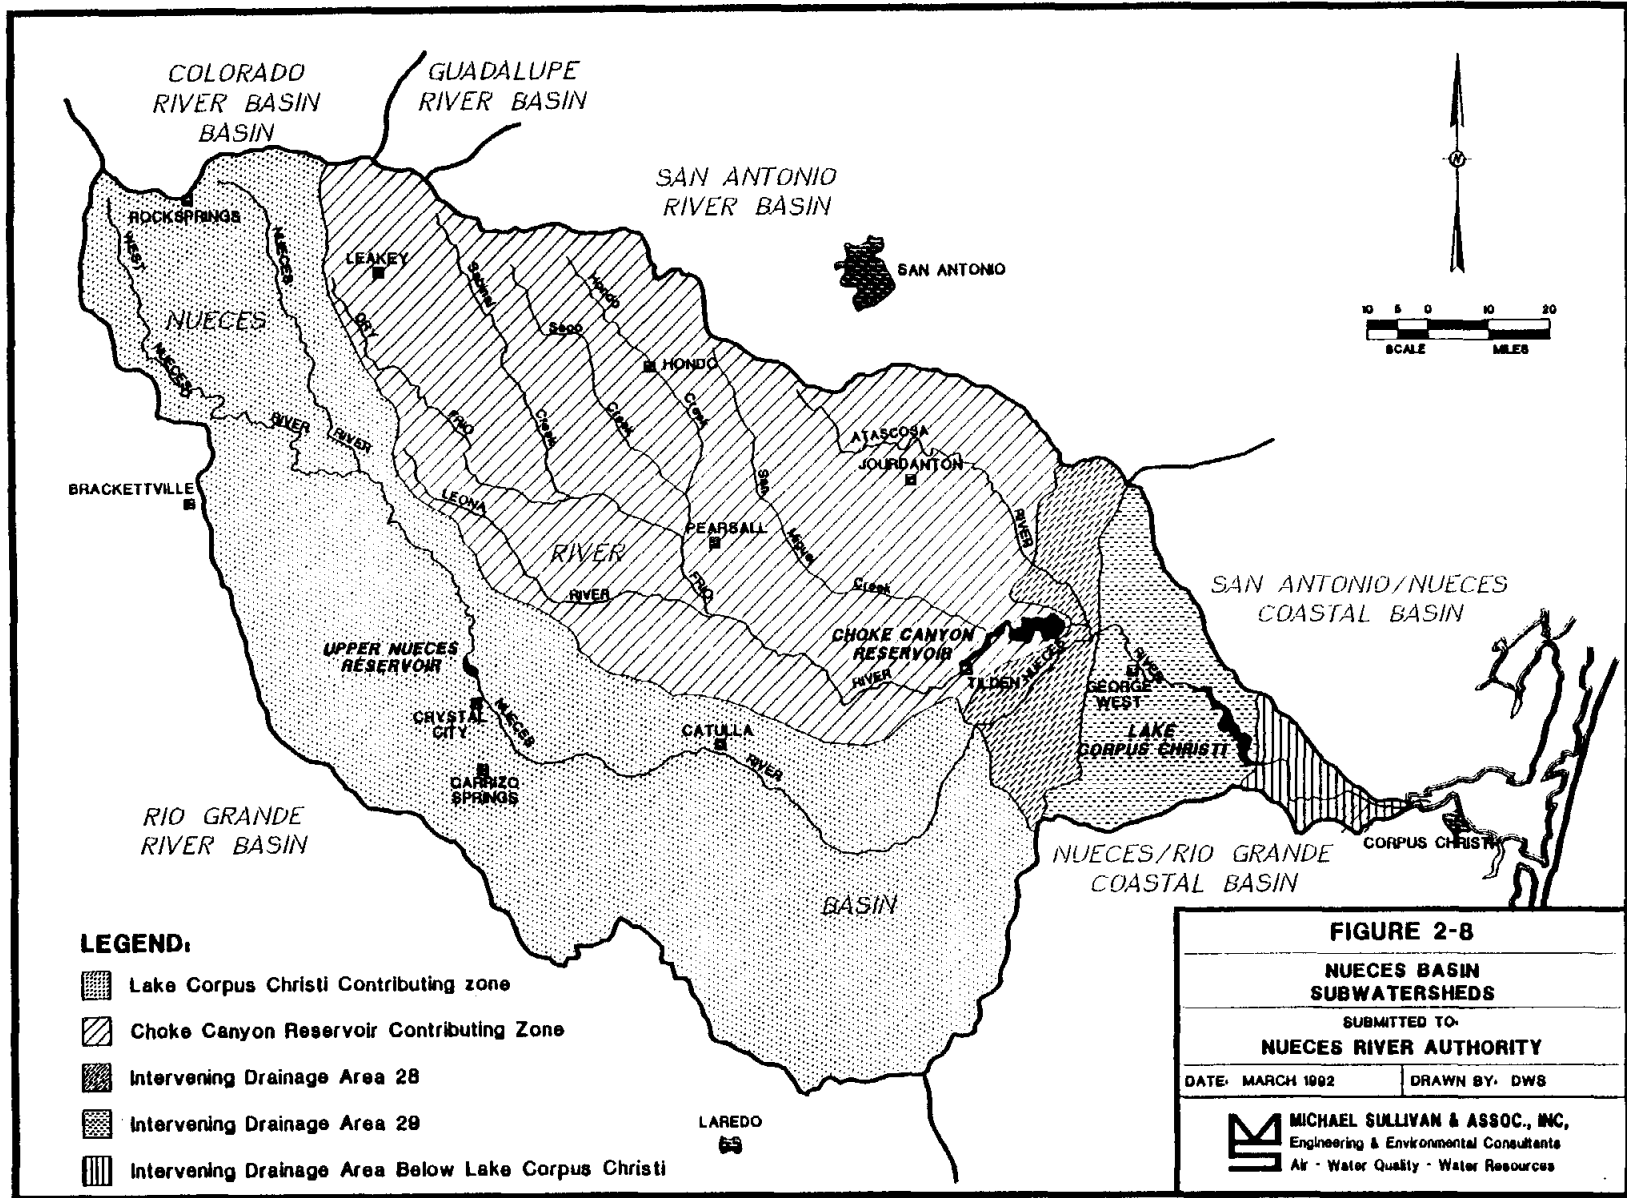 COLORADO
RIVER BASIN
BASIN
GUADALUPE
RIVER BASIN
SAN ANTONIO
RIVER BASIN
N
SAN ANTONIO
10 5 0 10 20
SCALE MILES
ROCKSPRINGS
WEST
NUECES
LEAKEY
Sabinal
Hondo
DRY
Seco
NUECES
NUECES
HONDO
RIVER
RIVER
FRIO
Creek
Creek
Creek
ATASCOSA
JOURDANTON
BRACKETTVILLE
LEONA
San
PEARSALL
RIVER
RIVER
Miguel
RIVER
FRIO
Creek
SAN ANTONIO/NUECES
COASTAL BASIN
CHOKE CANYON
RESERVOIR
UPPER NUECES
RESERVOIR
RIVER
TILDEN
NUECES
RIVER
GEORGE
WEST
CRYSTAL
CITY
NUECES
CATULLA
RIVER
LAKE
CORPUS CHRISTI
CARRIZO
SPRINGS
RIO GRANDE
RIVER BASIN
CORPUS CHRISTI
NUECES/RIO GRANDE
COASTAL BASIN
BASIN
LAREDO
LEGEND:
Lake Corpus Christi Contributing zone
Choke Canyon Reservoir Contributing Zone
Intervening Drainage Area 28
Intervening Drainage Area 29
Intervening Drainage Area Below Lake Corpus Christi
FIGURE 2-8
NUECES BASIN
SUBWATERSHEDS
SUBMITTED TO:
NUECES RIVER AUTHORITY
DATE: MARCH 1992 DRAWN BY: DWS
MICHAEL SULLIVAN & ASSOC., INC,
Engineering & Environmental Consultants
Air - Water Quality - Water Resources